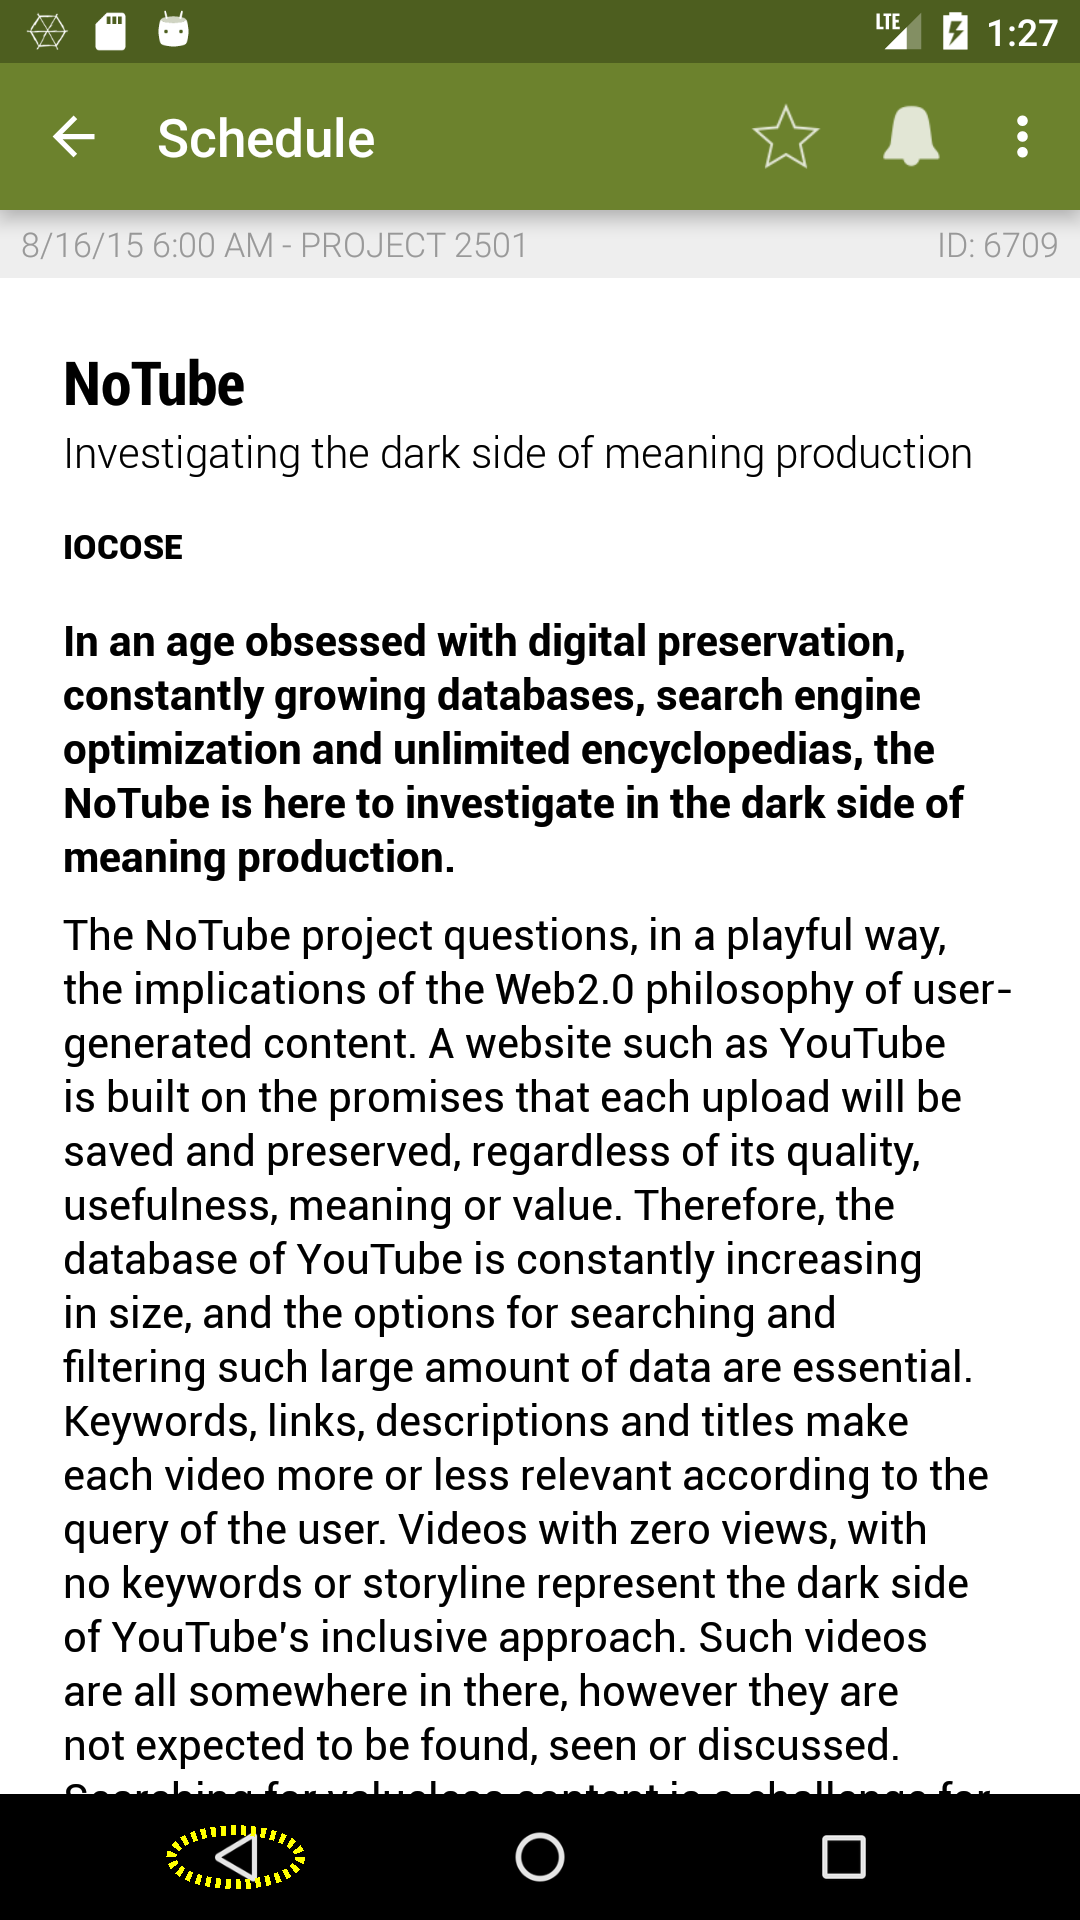 LTE 1:27
Schedule
8/16/15 6:00 AM - PROJECT 2501 ID: 6709
NoTube
Investigating the dark side of meaning production
IOCOSE
In an age obsessed with digital preservation,
constantly growing databases, search engine
optimization and unlimited encyclopedias, the
NoTube is here to investigate in the dark side of
meaning production.
The NoTube project questions, in a playful way,
the implications of the Web2.0 philosophy of user-
generated content. A website such as YouTube
is built on the promises that each upload will be
saved and preserved, regardless of its quality,
usefulness, meaning or value. Therefore, the
database of YouTube is constantly increasing
in size, and the options for searching and
filtering such large amount of data are essential.
Keywords, links, descriptions and titles make
each video more or less relevant according to the
query of the user. Videos with zero views, with
no keywords or storyline represent the dark side
of YouTube's inclusive approach. Such videos
are all somewhere in there, however they are
not expected to be found, seen or discussed.
Searching for valueless content is a challenge for